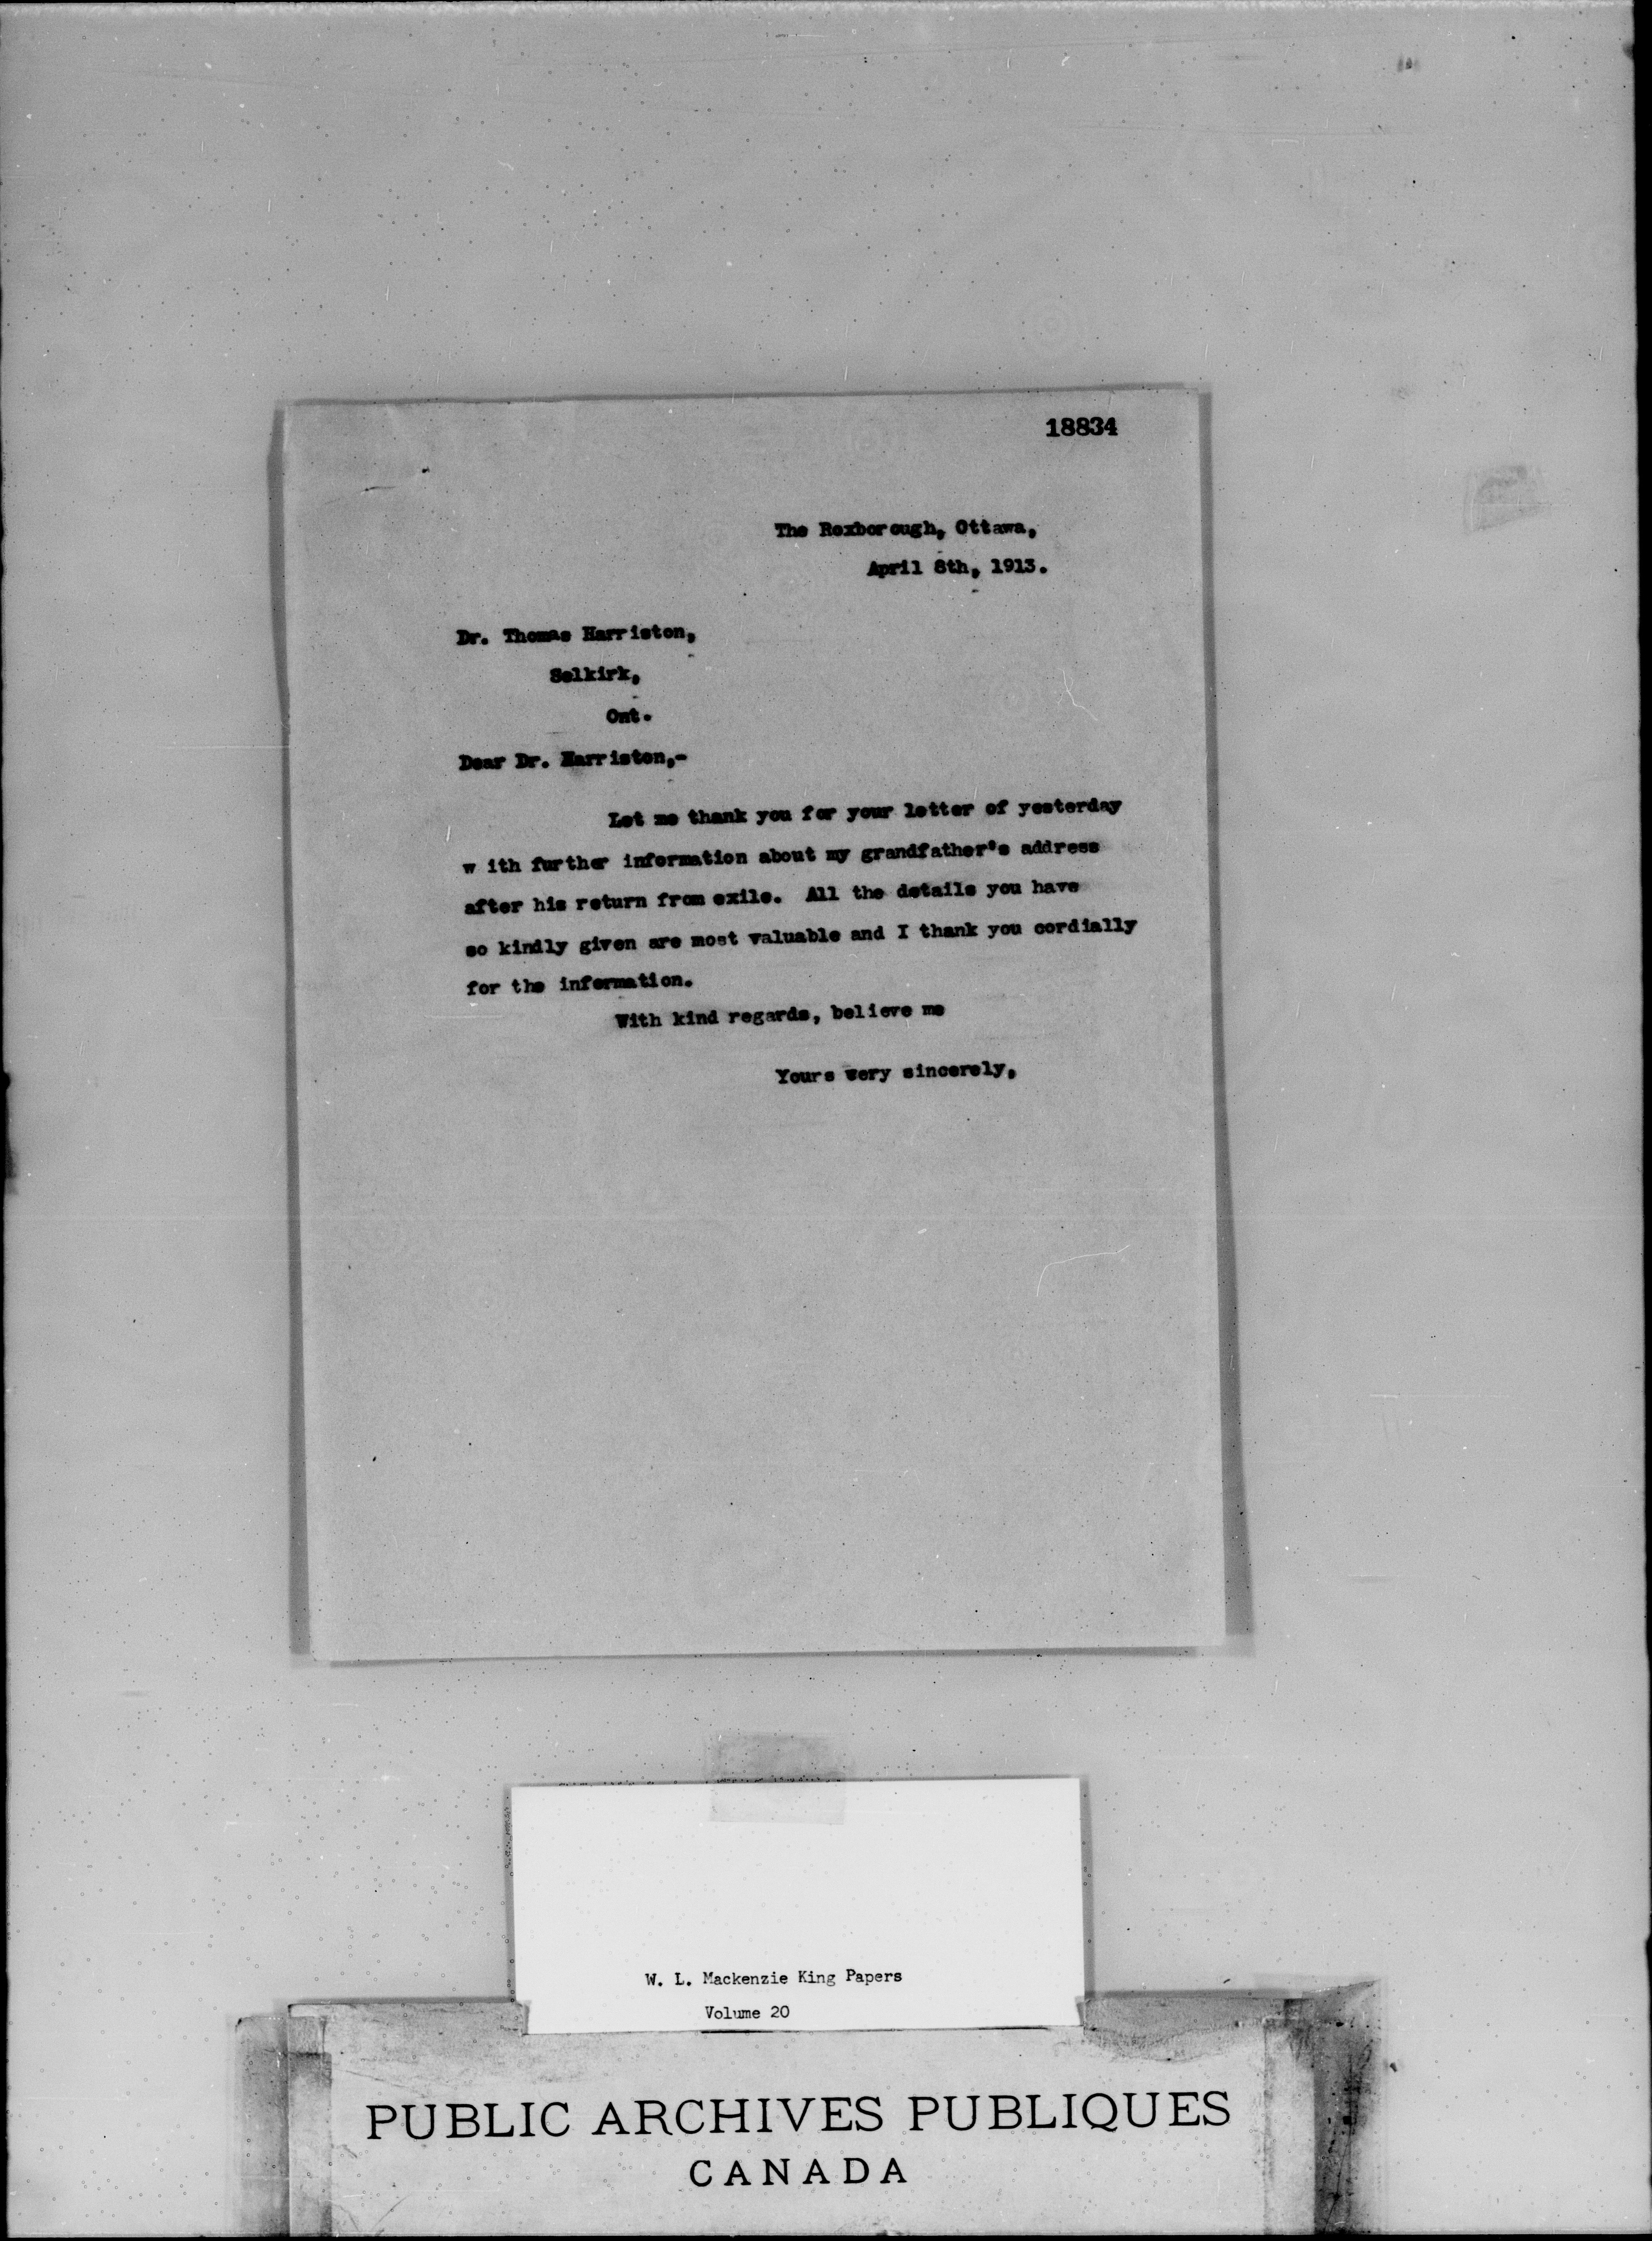 18834
The Roxborough, Ottawa,
April 8th, 1913.
Dr. Thomas Harriston,
Selkirk,
Ont.
Dear Dr. Harriston,-
Let me thank you for your letter of yesterday
w ith further information about my grandfather's address
after his return from exile. All the details you have
so kindly given are most valuable and I thank you cordially
for the information.
With kind regards, believe me
Yours very sincerely,
W. L. Mackenzie King Papers
Volume 20
PUBLIC ARCHIVES PUBLIQUES
CANADA